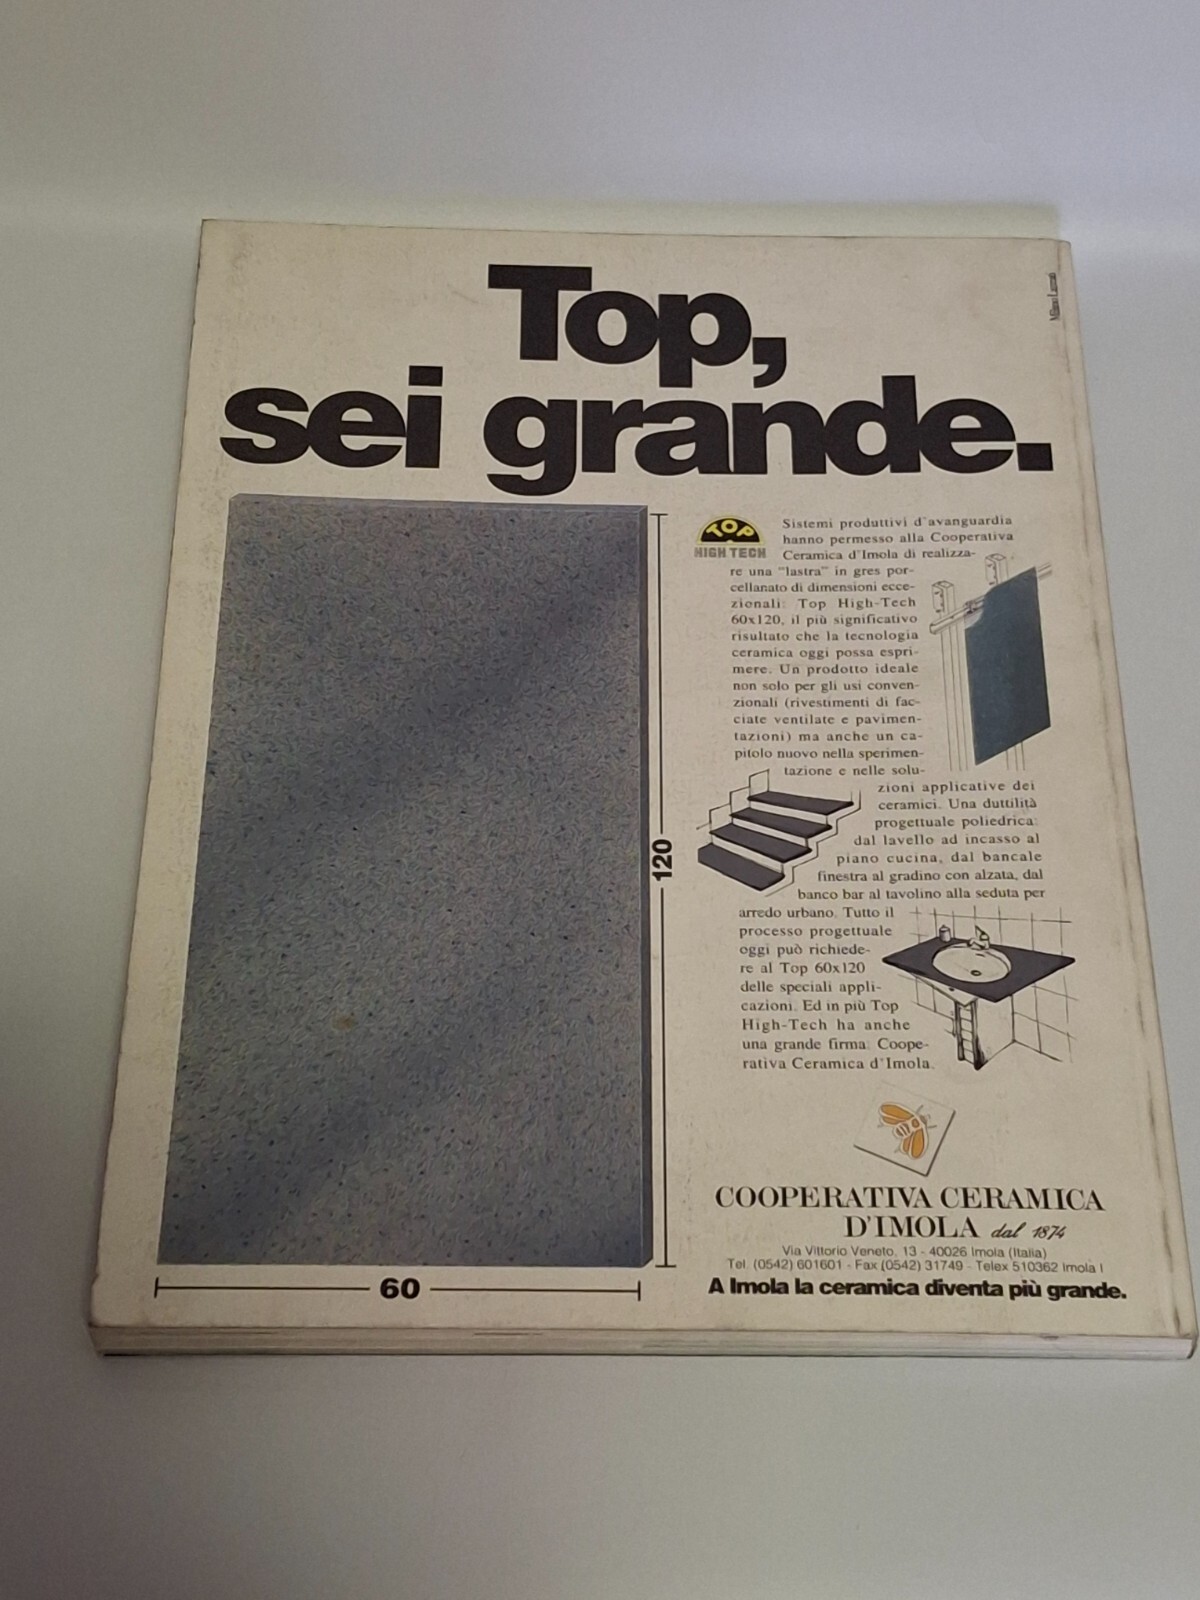 Top,
sei grande.
TOP
HIGH TECH
Sistemi produttivi d'avanguardia
hanno permesso alla Cooperativa
Ceramica d'Imola di realizza-
re una "lastra" in gres por-
cellanato di dimensioni ecce-
zionali: Top High-Tech
60x120, il più significativo
risultato che la tecnologia
ceramica oggi possa espri-
mere. Un prodotto ideale
non solo per gli usi conven-
zionali (rivestimenti di fac-
ciate ventilate e pavimen-
tazioni) ma anche un ca-
pitolo nuovo nella sperimen-
tazione e nelle solu-
zioni applicative dei
ceramici. Una duttilità
progettuale poliedrica:
dal lavello ad incasso al
piano cucina, dal bancale
finestra al gradino con alzata, dal
banco bar al tavolino alla seduta per
arredo urbano. Tutto il
processo progettuale
oggi può richiede-
re al Top 60x120
delle speciali appli-
cazioni. Ed in più Top
High-Tech ha anche
una grande firma: Coope-
rativa Ceramica d'Imola.
120
60
COOPERATIVA CERAMICA
D'IMOLA dal 1874
Via Vittorio Veneto, 13 - 40026 Imola (Italia)
Tel. (0542) 601601 - Fax (0542) 31749 - Telex 510362 Imola I
A Imola la ceramica diventa più grande.